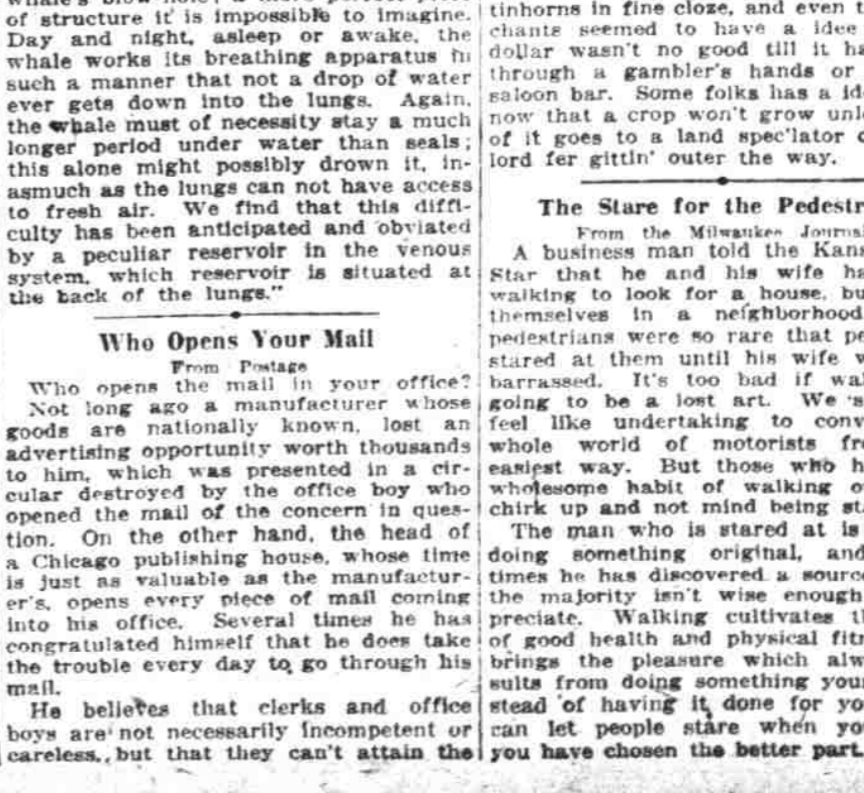 of structure it is impossible to imagine.
Day and night, asleep or awake, the
whale works its breathing apparatus in
such a manner that not a drop of water
ever gets down into the lungs. Again,
the whale must of necessity stay a much
longer period under water than seals;
this alone might possibly drown it, in-
asmuch as the lungs can not have access
to fresh air. We find that this diffi-
culty has been anticipated and obviated
by a peculiar reservoir in the venous
system, which reservoir is situated at
the back of the lungs."
Who Opens Your Mail
From Postage
Who opens the mail in your office?
Not long ago a manufacturer whose
goods are nationally known, lost an
advertising opportunity worth thousands
to him, which was presented in a cir-
cular destroyed by the office boy who
opened the mail of the concern in ques-
tion. On the other hand, the head of
a Chicago publishing house, whose time
is just as valuable as the manufactur-
er's, opens every piece of mail coming
into his office. Several times he has
congratulated himself that he does take
the trouble every day to go through his
mail.
He believes that clerks and office
boys are not necessarily incompetent or
careless, but that they can't attain the
tinhorns in fine cloze, and even t
chants seemed to have a idee
dollar wasn't no good till it ha
through a gambler's hands or
saloon bar. Some folks has a id
now that a crop won't grow unl
of it goes to a land spec'lator o
lord fer gittin' outer the way.
The Stare for the Pedestr
From the Milwaukee Journal
A business man told the Kans
Star that he and his wife ha
walking to look for a house, bu
themselves in a neighborhood
pedestrians were so rare that pe
stared at them until his wife w
barrassed. It's too bad if wal
going to be a lost art. We s
feel like undertaking to conv
whole world of motorists fr
easiest way. But those who h
wholesome habit of walking o
chirk up and not mind being st
The man who is stared at is
doing something original, and
times he has discovered a source
the majority isn't wise enough
preciate. Walking cultivates t
of good health and physical fit
brings the pleasure which alw
sults from doing something your
stead of having it done for yo
can let people stare when yo
you have chosen the better part.